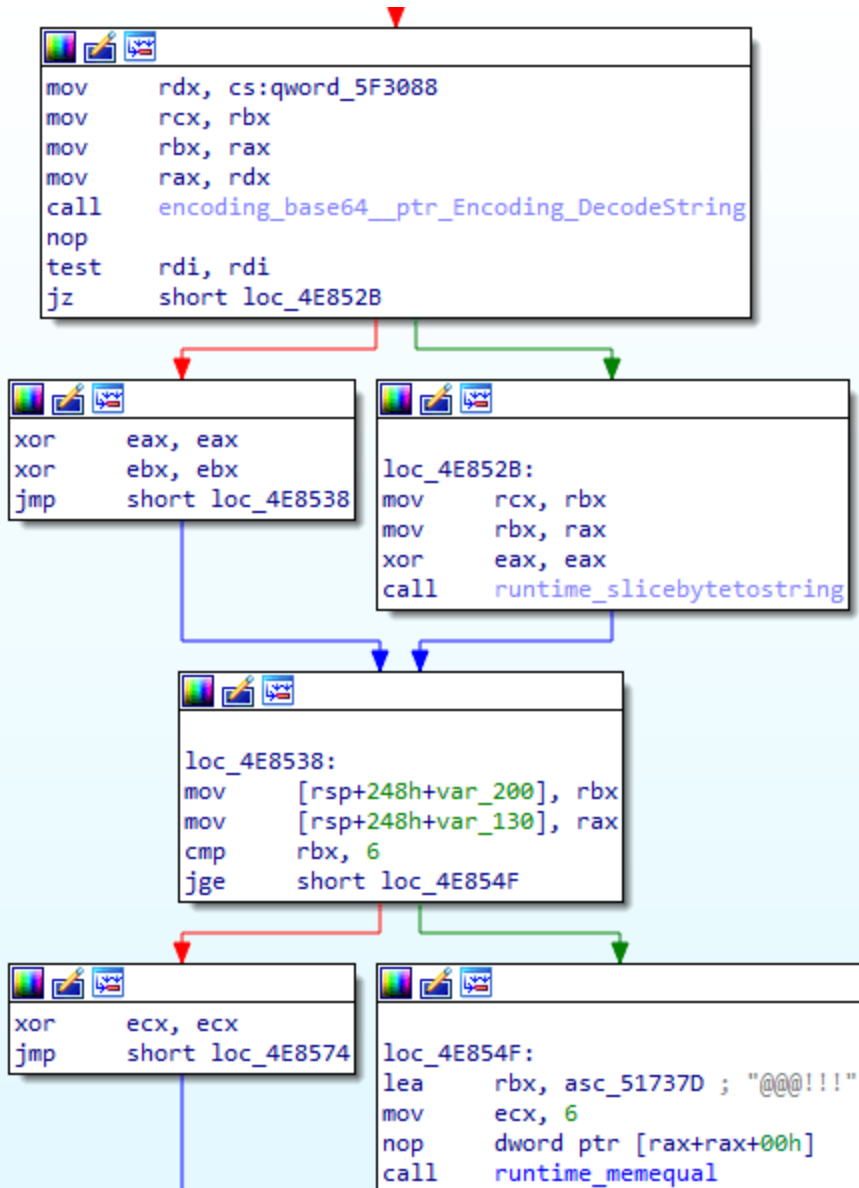 mov rdx, cs:qword_5F3088
mov rcx, rbx
mov rbx, rax
mov rax, rdx
call encoding_base64__ptr_Encoding_DecodeString
nop
test rdi, rdi
jz short loc_4E852B
xor eax, eax
xor ebx, ebx
jmp short loc_4E8538
loc_4E852B:
mov rcx, rbx
mov rbx, rax
xor eax, eax
call runtime_slicebytetostring
loc_4E8538:
mov [rsp+248h+var_200], rbx
mov [rsp+248h+var_130], rax
cmp rbx, 6
jge short loc_4E854F
xor ecx, ecx
jmp short loc_4E8574
loc_4E854F:
lea rbx, asc_51737D ; "@@@!!!"
mov ecx, 6
nop dword ptr [rax+rax+00h]
call runtime_memequal